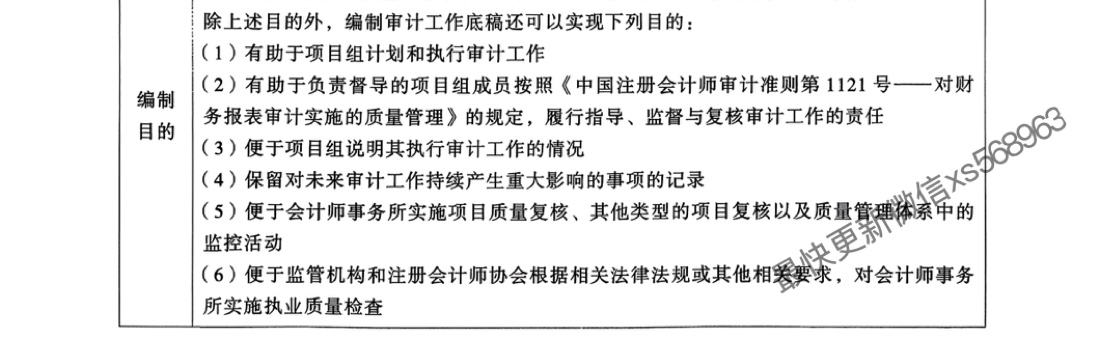 除上述目的外，编制审计工作底稿还可以实现下列目的：
（1）有助于项目组计划和执行审计工作
（2）有助于负责督导的项目组成员按照《中国注册会计师审计准则第 1121 号——对财
务报表审计实施的质量管理》的规定，履行指导、监督与复核审计工作的责任
（3）便于项目组说明其执行审计工作的情况
（4）保留对未来审计工作持续产生重大影响的事项的记录
（5）便于会计师事务所实施项目质量复核、其他类型的项目复核以及质量管理体系中的
监控活动
（6）便于监管机构和注册会计师协会根据相关法律法规或其他相关要求，对会计师事务
所实施执业质量检查
编制
目的
最快更新微信xs568963